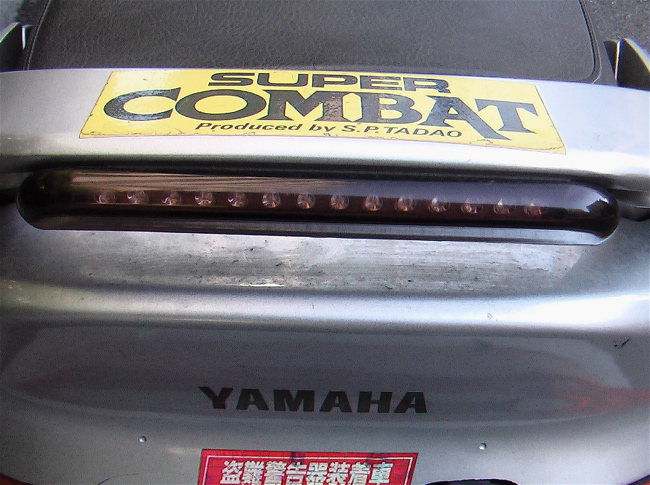 SUPER
COMBAT
Produced by S.P.TADAO
YAMAHA
盗難警告器装着車